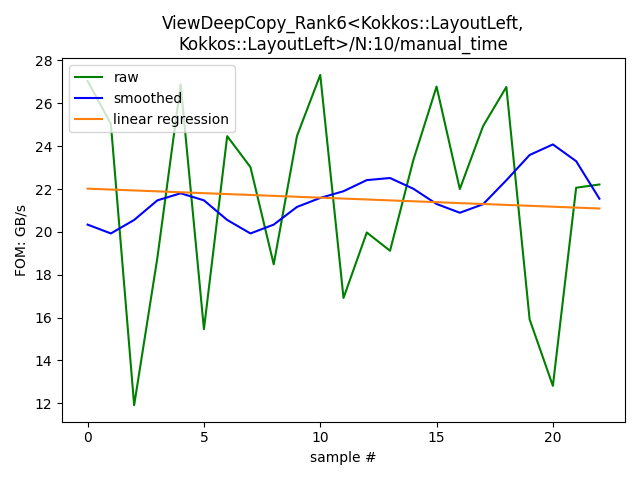 ViewDeepCopy_Rank6<Kokkos::LayoutLeft,
Kokkos::LayoutLeft>/N:10/manual_time
raw
smoothed
linear regression
FOM: GB/s
28
26
24
22
20
18
16
14
12
0
5
10
15
20
sample #